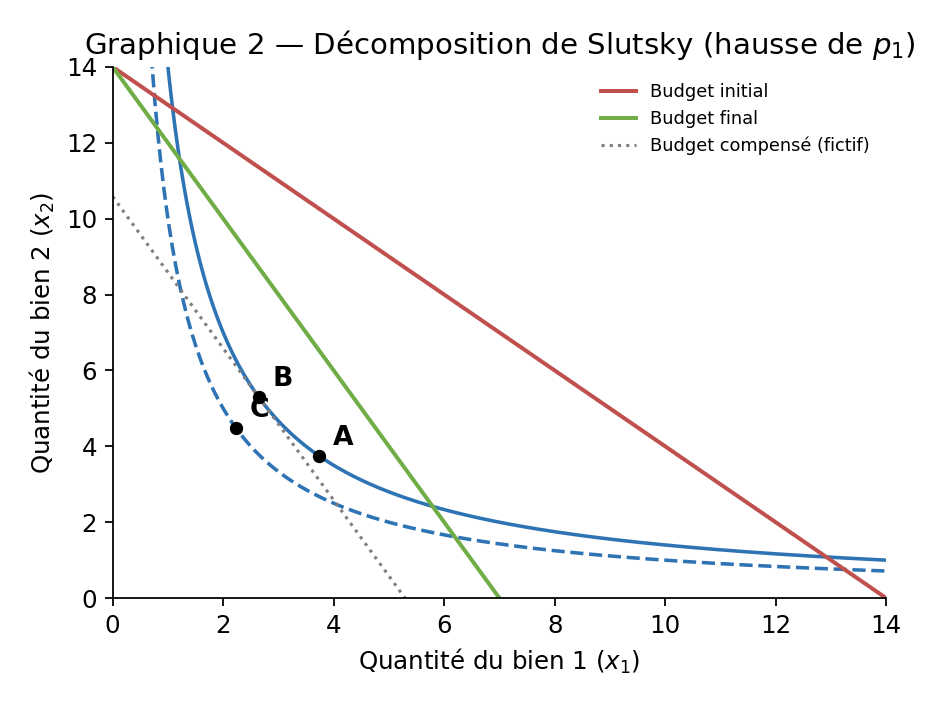 Graphique 2 — Décomposition de Slutsky (hausse de p₁)
Budget initial
Budget final
Budget compensé (fictif)
Quantité du bien 2 (x₂)
14
12
10
8
6
4
2
0
B
C
A
0 2 4 6 8 10 12 14
Quantité du bien 1 (x₁)